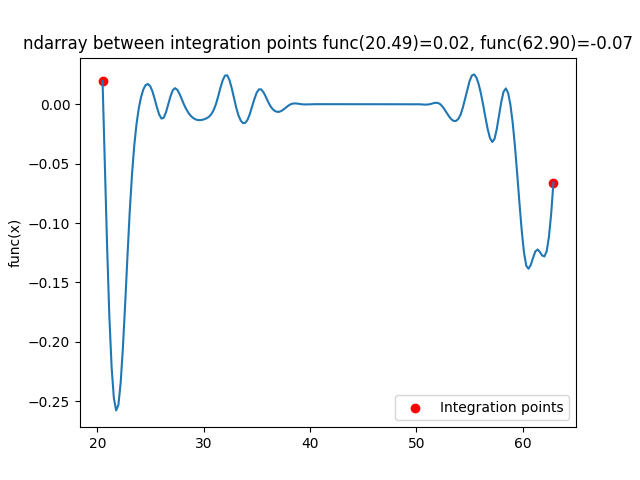 ndarray between integration points func(20.49)=0.02, func(62.90)=-0.07
0.00
−0.05
−0.10
−0.15
−0.20
−0.25
func(x)
Integration points
20 30 40 50 60